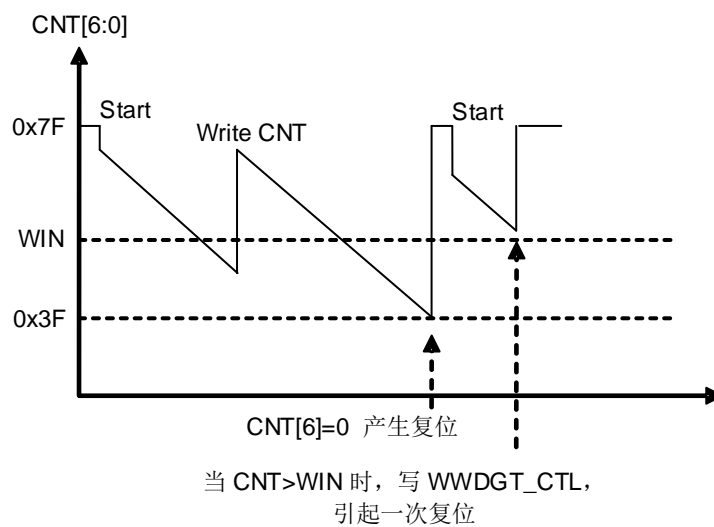 CNT[6:0]
Start
Start
0x7F
Write CNT
WIN
0x3F
CNT[6]=0 产生复位
当 CNT>WIN 时，写 WWDGT_CTL，
引起一次复位